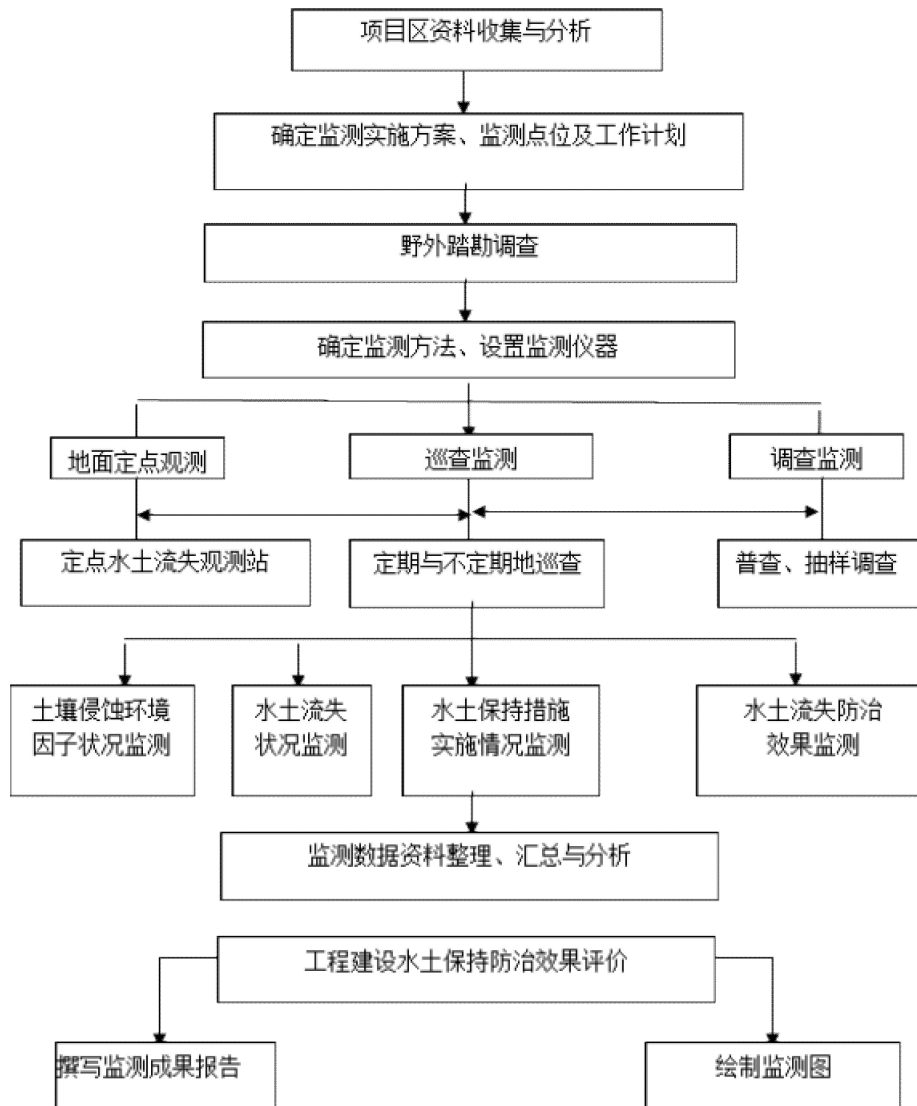 项目区资料收集与分析
确定监测实施方案、监测点位及工作计划
野外踏勘调查
确定监测方法、设置监测仪器
地面定点观测
巡查监测
调查监测
定点水土流失观测站
定期与不定期地巡查
普查、抽样调查
土壤侵蚀环境
因子状况监测
水土流失
状况监测
水土保持措施
实施情况监测
水土流失防治
效果监测
监测数据资料整理、汇总与分析
工程建设水土保持防治效果评价
撰写监测成果报告
绘制监测图